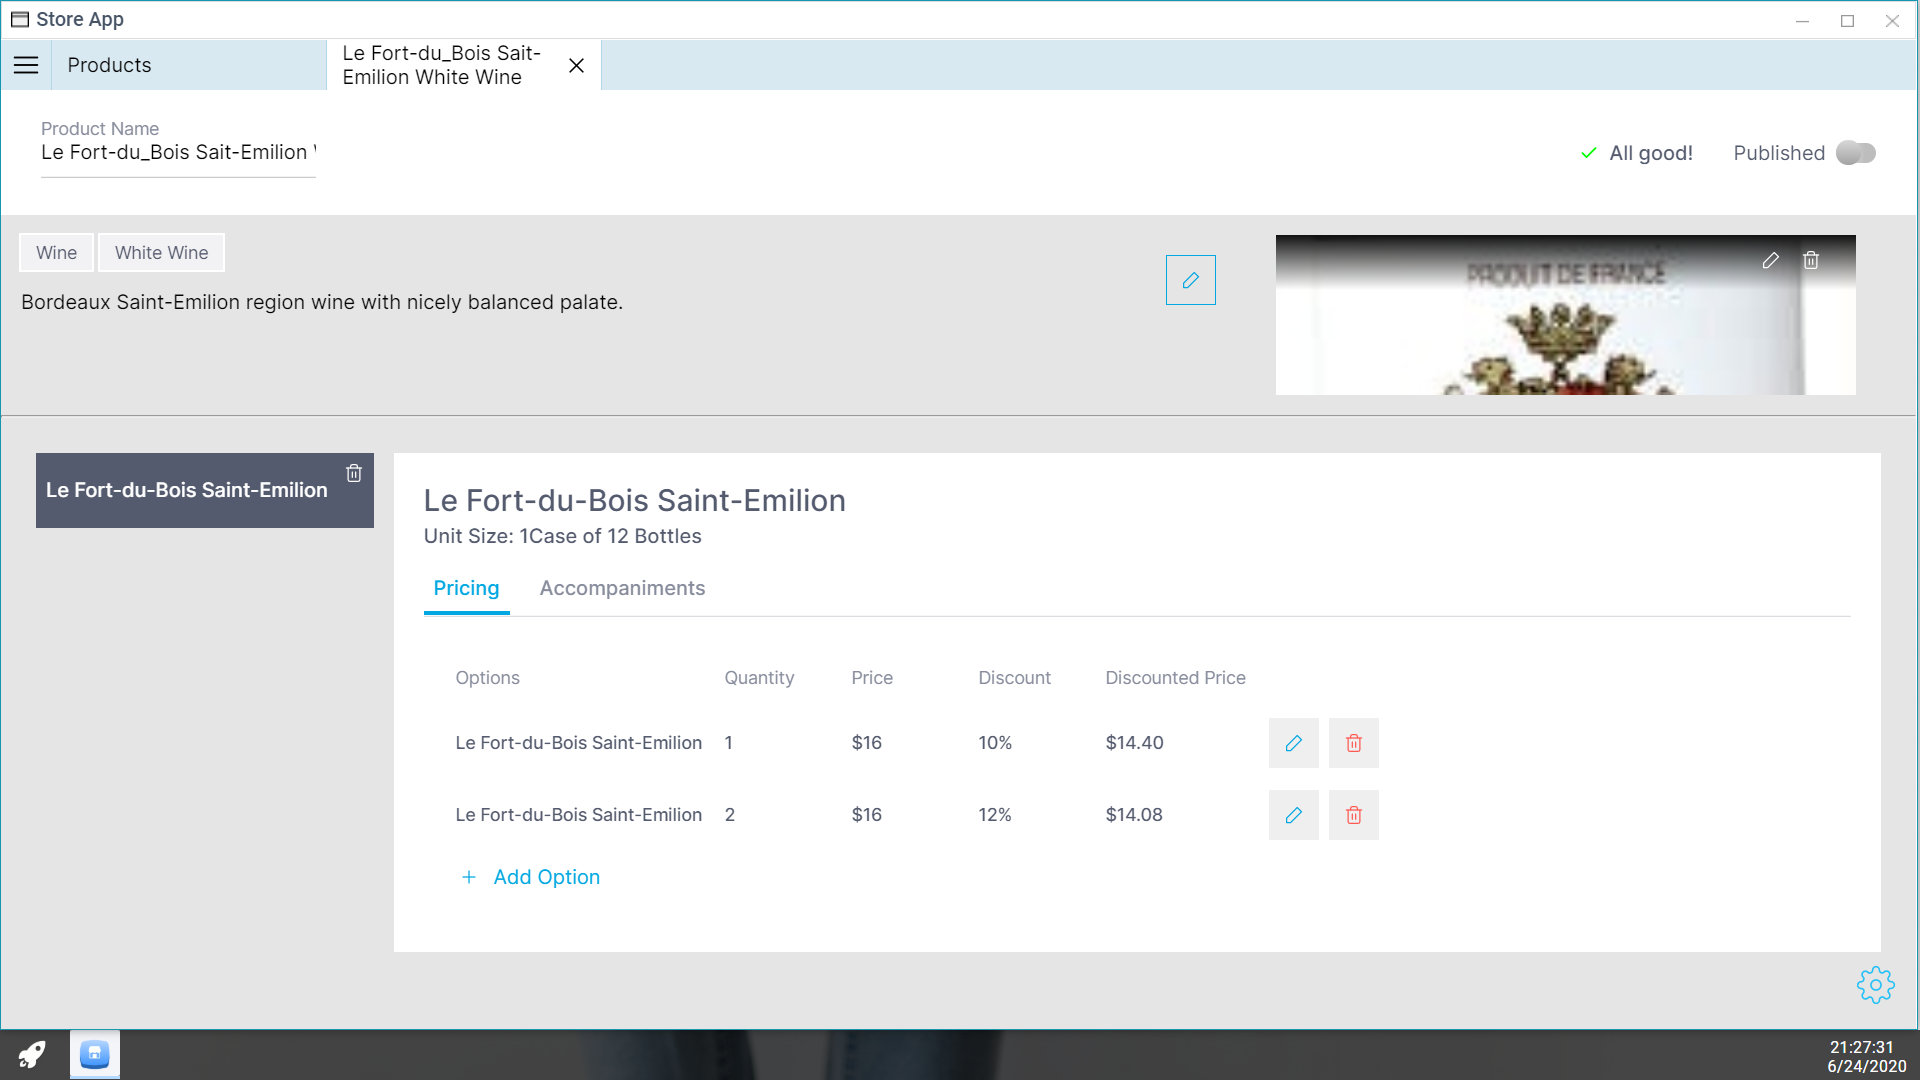 Store App
Products
Le Fort-du_Bois Sait-
Emilion White Wine
Product Name
Le Fort-du_Bois Sait-Emilion
All good!
Published
Wine
White Wine
Bordeaux Saint-Emilion region wine with nicely balanced palate.
PRODUIT DE FRANCE
Le Fort-du-Bois Saint-Emilion
Le Fort-du-Bois Saint-Emilion
Unit Size: 1Case of 12 Bottles
Pricing
Accompaniments
Options Quantity Price Discount Discounted Price
Le Fort-du-Bois Saint-Emilion 1 $16 10% $14.40
Le Fort-du-Bois Saint-Emilion 2 $16 12% $14.08
+ Add Option
21:27:31
6/24/2020